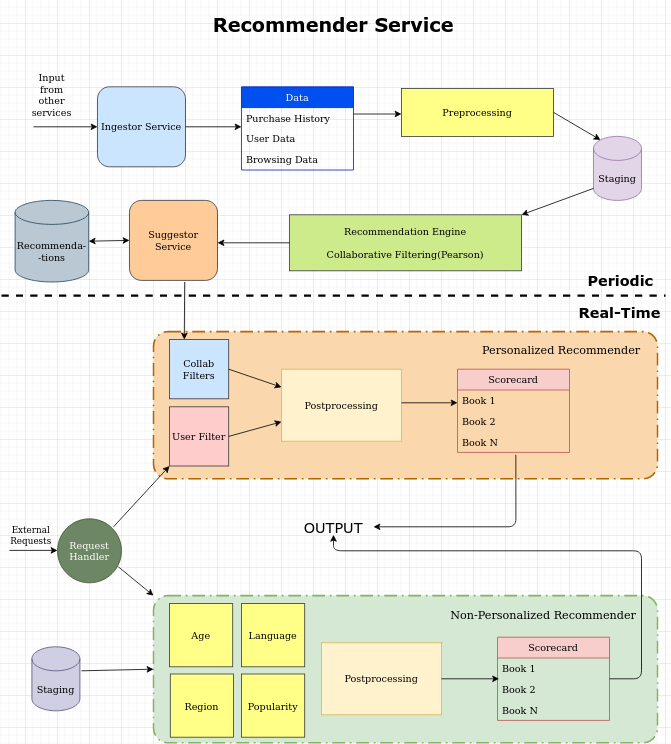 Recommender Service
Input
from
other
services
Ingestor Service
Data
Purchase History
User Data
Browsing Data
Preprocessing
Staging
Recommenda-
-tions
Suggestor
Service
Recommendation Engine
Collaborative Filtering(Pearson)
Periodic
Real-Time
Personalized Recommender
Collab
Filters
User Filter
Postprocessing
Scorecard
Book 1
Book 2
Book N
External
Requests
Request
Handler
OUTPUT
Non-Personalized Recommender
Age
Language
Region
Popularity
Postprocessing
Scorecard
Book 1
Book 2
Book N
Staging